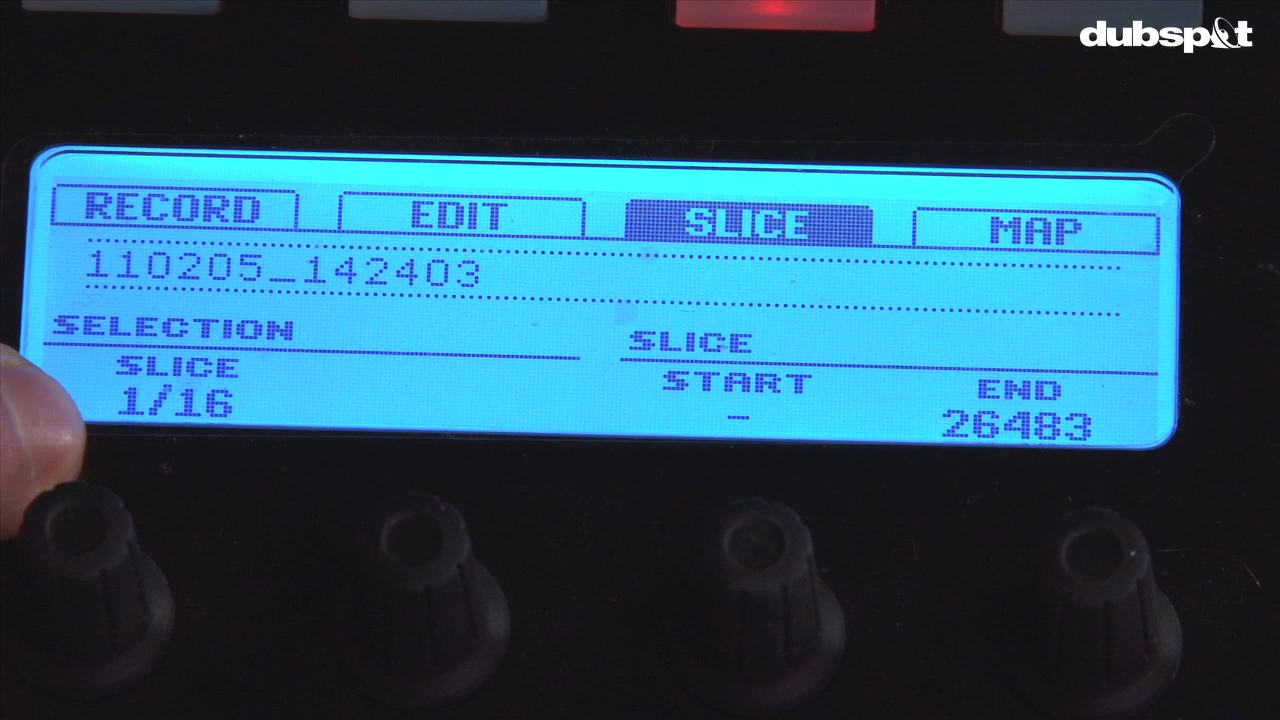 dubspot
RECORD EDIT SLICE MAP
110205_142403
SELECTION SLICE
SLICE START END
1/16 - 26483